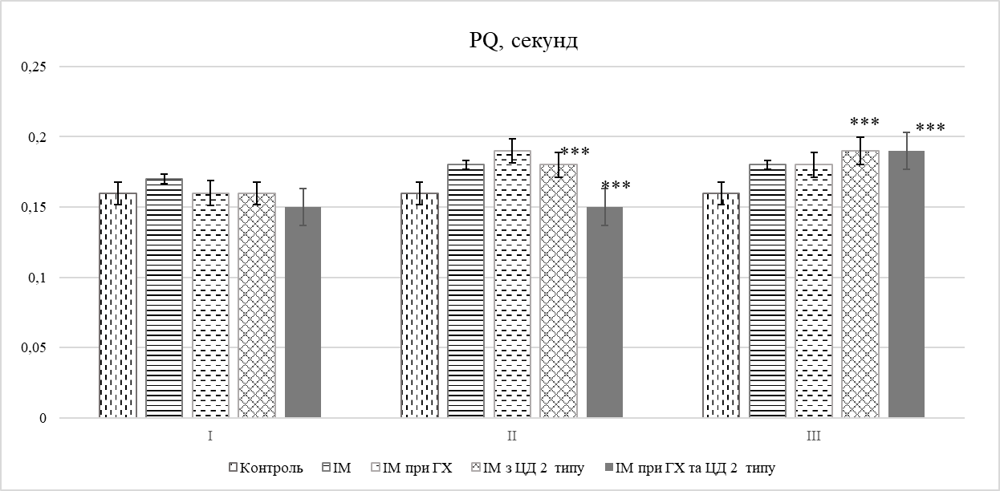 PQ, секунд
0,25
0,2
0,15
0,1
0,05
0
***
***
***
***
I
II
III
Контроль
ІМ
ІМ при ГХ
ІМ з ЦД 2 типу
ІМ при ГХ та ЦД 2 типу